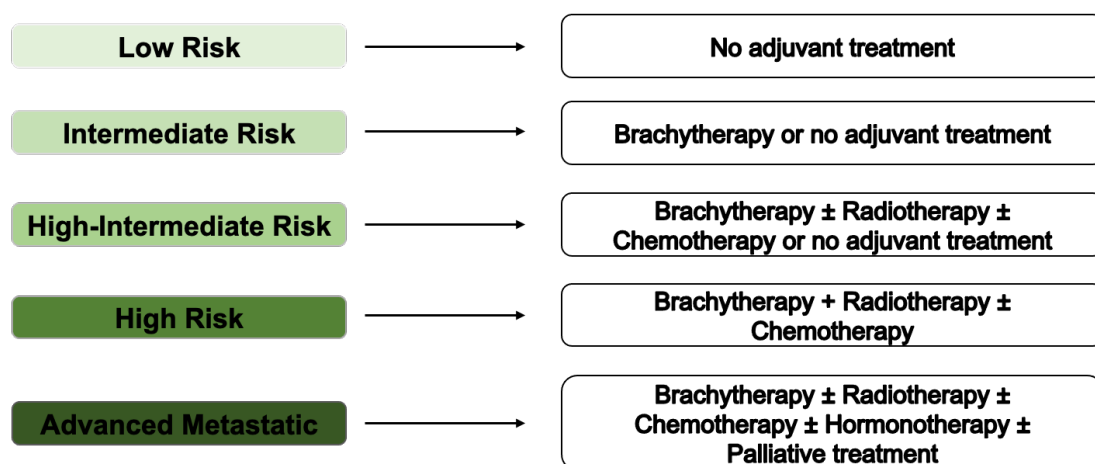 Low Risk
No adjuvant treatment
Intermediate Risk
Brachytherapy or no adjuvant treatment
High-Intermediate Risk
Brachytherapy ± Radiotherapy ±
Chemotherapy or no adjuvant treatment
High Risk
Brachytherapy + Radiotherapy ±
Chemotherapy
Advanced Metastatic
Brachytherapy ± Radiotherapy ±
Chemotherapy ± Hormonotherapy ±
Palliative treatment